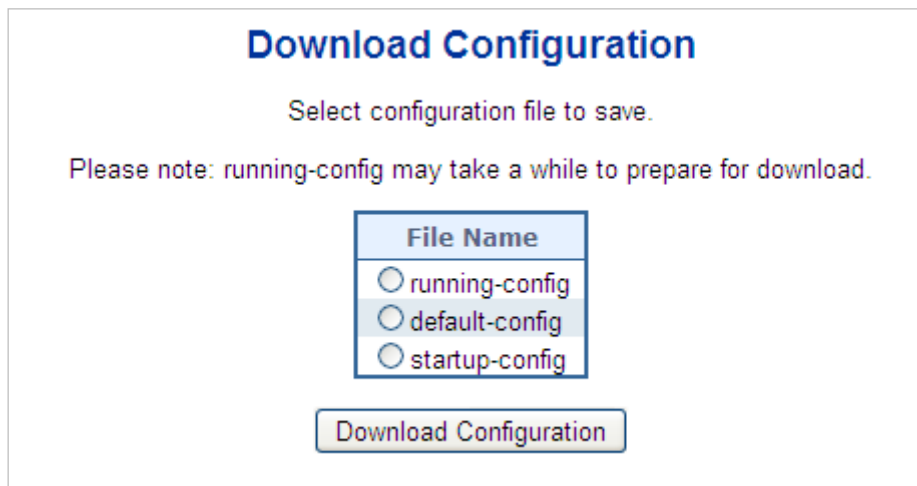 Download Configuration
Select configuration file to save.
Please note: running-config may take a while to prepare for download.
File Name
running-config
default-config
startup-config
Download Configuration